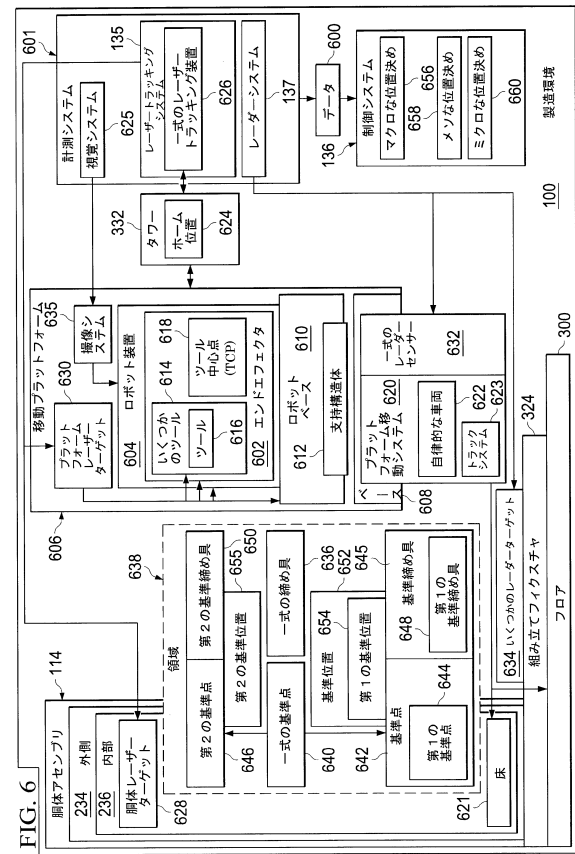 FIG. 6
製造環境
100
601
計測システム
視覚システム
625
135
レーザートラッキング
システム
一式のレーザー
トラッキング装置
626
レーダーシステム
137
600
データ
制御システム
136
マクロな位置決め
656
メソな位置決め
658
ミクロな位置決め
660
332
タワー
ホーム
位置
624
移動プラットフォーム
606
630
プラット
フォーム
レーザー
ターゲット
635
撮像シ
ステム
ロボット装置
604
614
いくつか
のツール
ツール
616
618
ツール
中心点
(TCP)
602
エンドエフェクタ
ロボット
ベース
610
612
支持構造体
ベース
608
プラット
フォーム移
動システム
620
自律的な車両
622
トラック
システム
623
一式の
レーダー
センサー
632
114
胴体アセンブリ
234
外側
236
内部
胴体レーザー
ターゲット
628
領域
638
第2の基準点
646
第2の基準締め具
650
第2の基準位置
655
一式の基準点
640
一式の締め具
636
基準位置
652
第1の基準位置
654
基準点
642
第1の
基準点
644
基準締め具
645
第1の
基準締め具
648
床
621
いくつかのレーダーターゲット
634
組み立てフィクスチャ
324
フロア
300